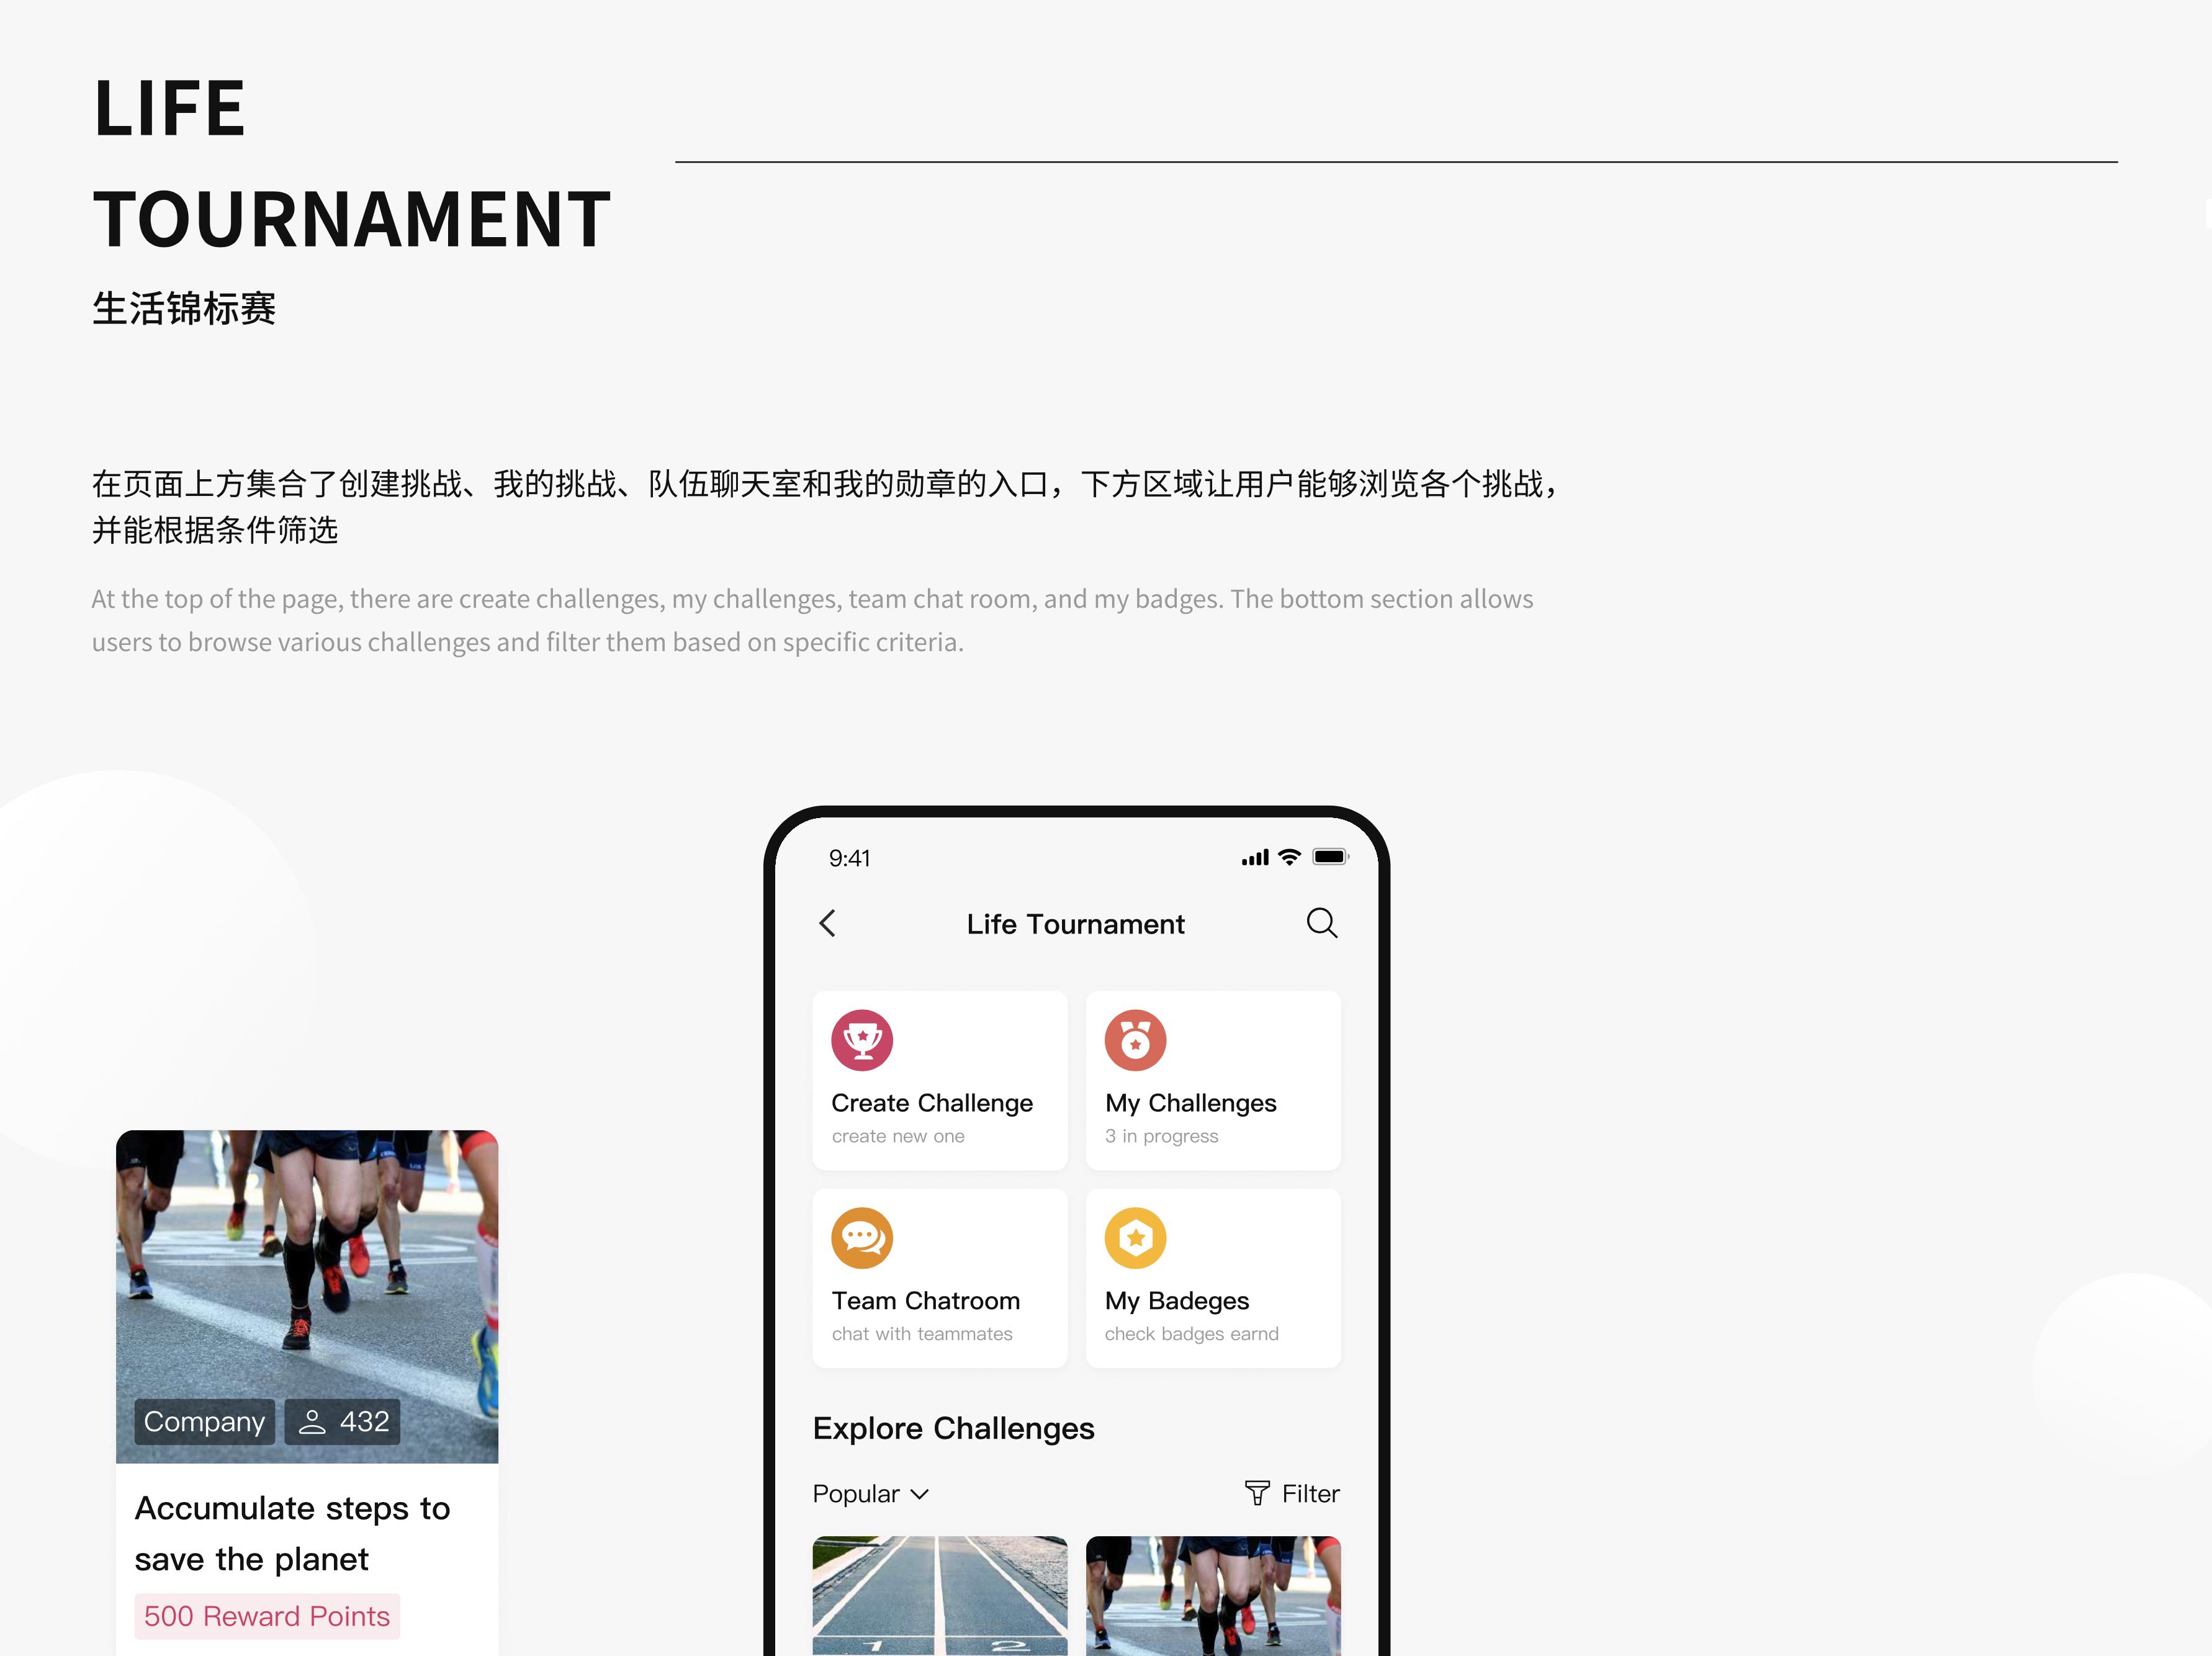 LIFE
TOURNAMENT
生活锦标赛
在页面上方集合了创建挑战、我的挑战、队伍聊天室和我的勋章的入口，下方区域让用户能够浏览各个挑战，
并能根据条件筛选
At the top of the page, there are create challenges, my challenges, team chat room, and my badges. The bottom section allows
users to browse various challenges and filter them based on specific criteria.
9:41
Life Tournament
Create Challenge
create new one
My Challenges
3 in progress
Team Chatroom
chat with teammates
My Badeges
check badges earnd
Explore Challenges
Popular
Filter
1
2
Company
432
Accumulate steps to
save the planet
500 Reward Points